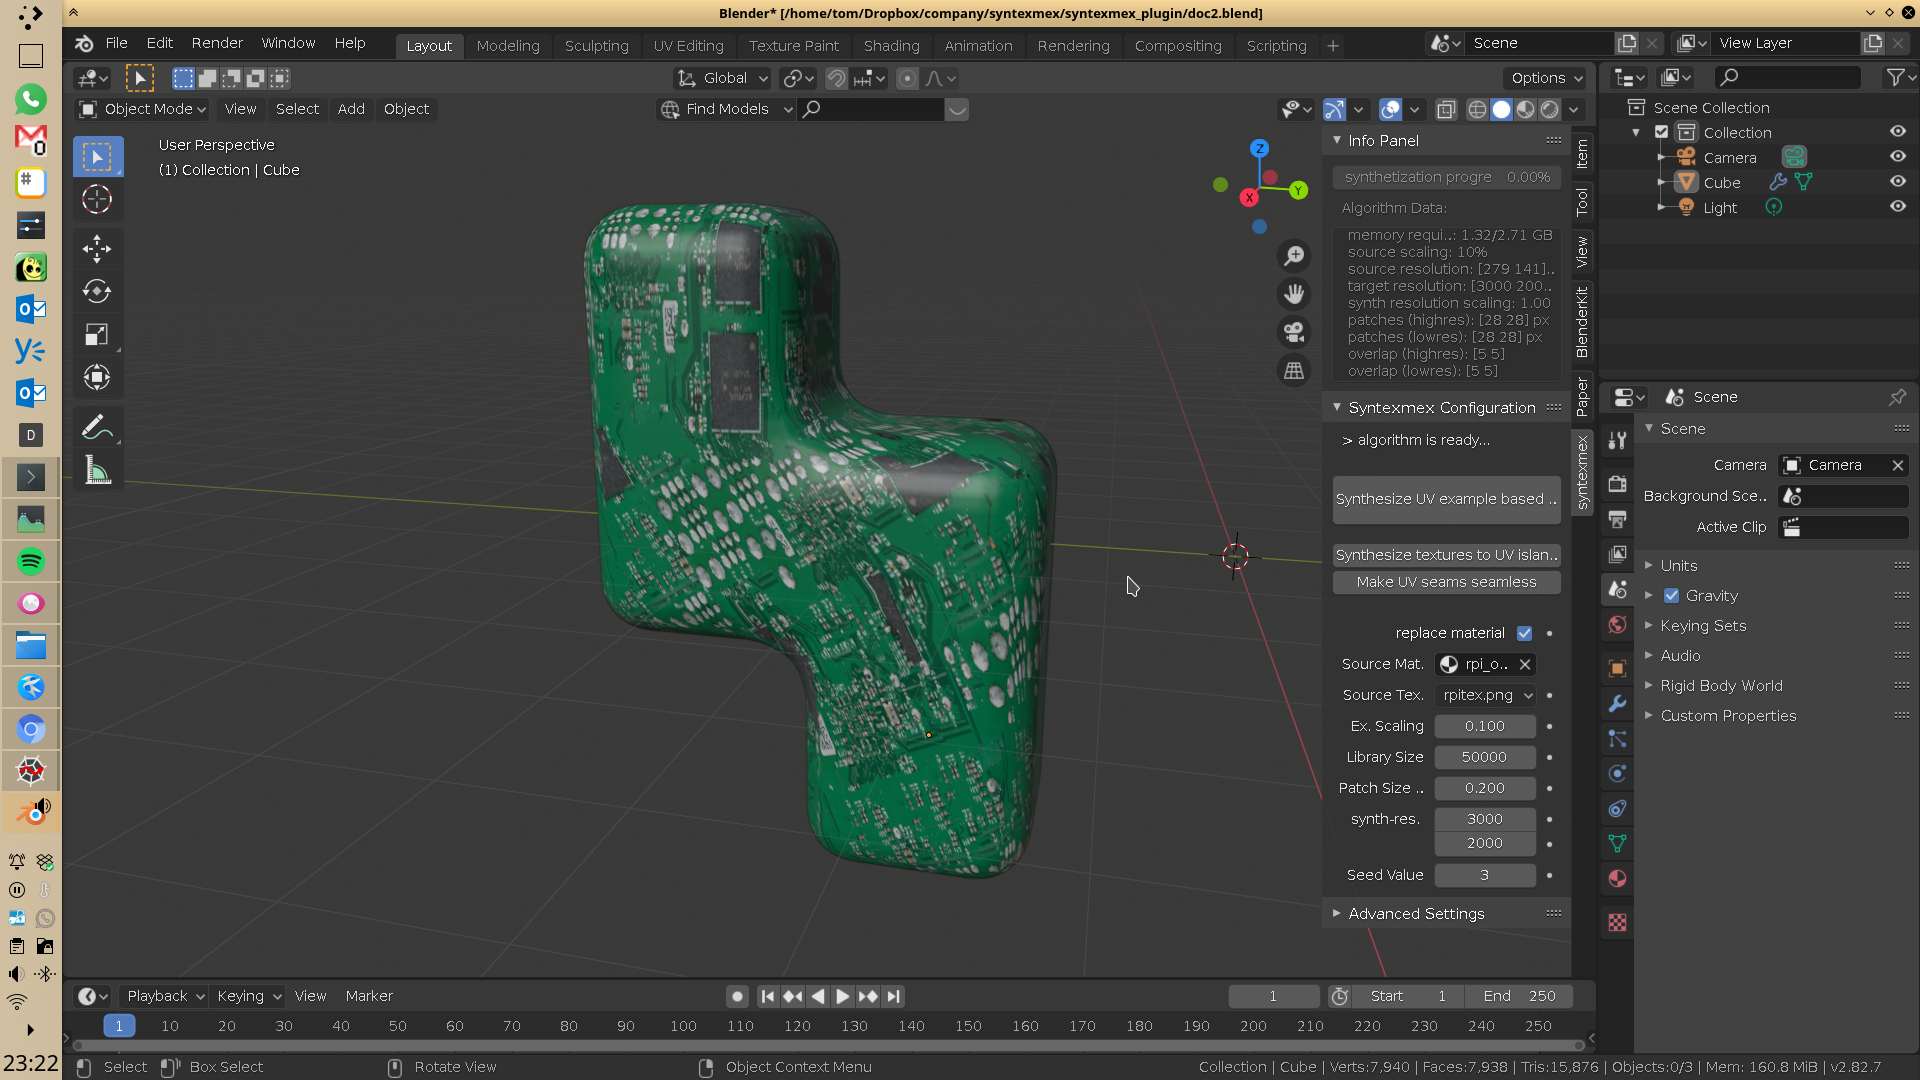 Blender* [/home/tom/Dropbox/company/syntexmex/syntexmex_plugin/doc2.blend]
File Edit Render Window Help
Layout Modeling Sculpting UV Editing Texture Paint Shading Animation Rendering Compositing Scripting +
Scene
View Layer
Global
Options
Object Mode View Select Add Object
Find Models
User Perspective
(1) Collection | Cube
Z
Y
X
Info Panel
synthetization progre 0.00%
Algorithm Data:
memory requi..: 1.32/2.71 GB
source scaling: 10%
source resolution: [279 141]..
target resolution: [3000 200..
synth resolution scaling: 1.00
patches (highres): [28 28] px
patches (lowres): [28 28] px
overlap (highres): [5 5]
overlap (lowres): [5 5]
Syntexmex Configuration
> algorithm is ready...
Synthesize UV example based ..
Synthesize textures to UV islan..
Make UV seams seamless
replace material
Source Mat. rpi_o..
Source Tex. rpitex.png
Ex. Scaling 0.100
Library Size 50000
Patch Size .. 0.200
synth-res. 3000
2000
Seed Value 3
Advanced Settings
Item
Tool
View
BlenderKit
Paper
syntexmex
Scene Collection
Collection
Camera
Cube
Light
Scene
Scene
Camera Camera
Background Sce..
Active Clip
Units
Gravity
Keying Sets
Audio
Rigid Body World
Custom Properties
0
#
D
23:22
Playback Keying View Marker
1
Start 1
End 250
1 10 20 30 40 50 60 70 80 90 100 110 120 130 140 150 160 170 180 190 200 210 220 230 240 250
Select Box Select Rotate View Object Context Menu
Collection | Cube | Verts:7,940 | Faces:7,938 | Tris:15,876 | Objects:0/3 | Mem: 160.8 MiB | v2.82.7